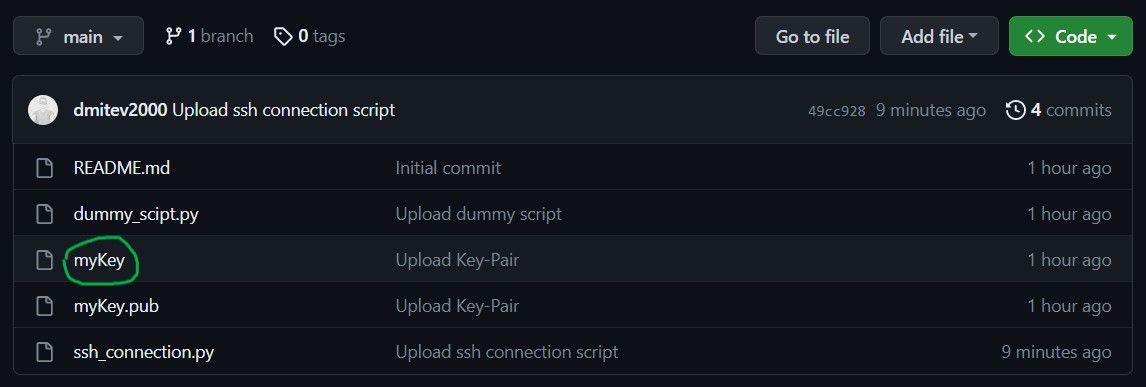 main 1 branch 0 tags Go to file Add file Code
dmitev2000 Upload ssh connection script 49cc928 9 minutes ago 4 commits
README.md Initial commit 1 hour ago
dummy_scipt.py Upload dummy script 1 hour ago
myKey Upload Key-Pair 1 hour ago
myKey.pub Upload Key-Pair 1 hour ago
ssh_connection.py Upload ssh connection script 9 minutes ago